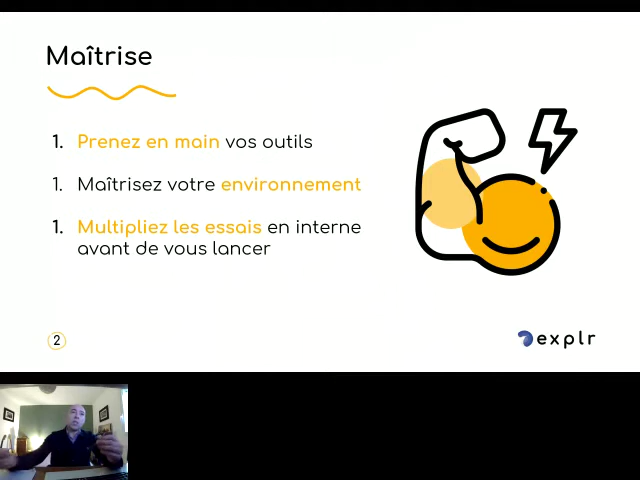 Maîtrise
1. Prenez en main vos outils
1. Maîtrisez votre environnement
1. Multipliez les essais en interne
avant de vous lancer
2
explr